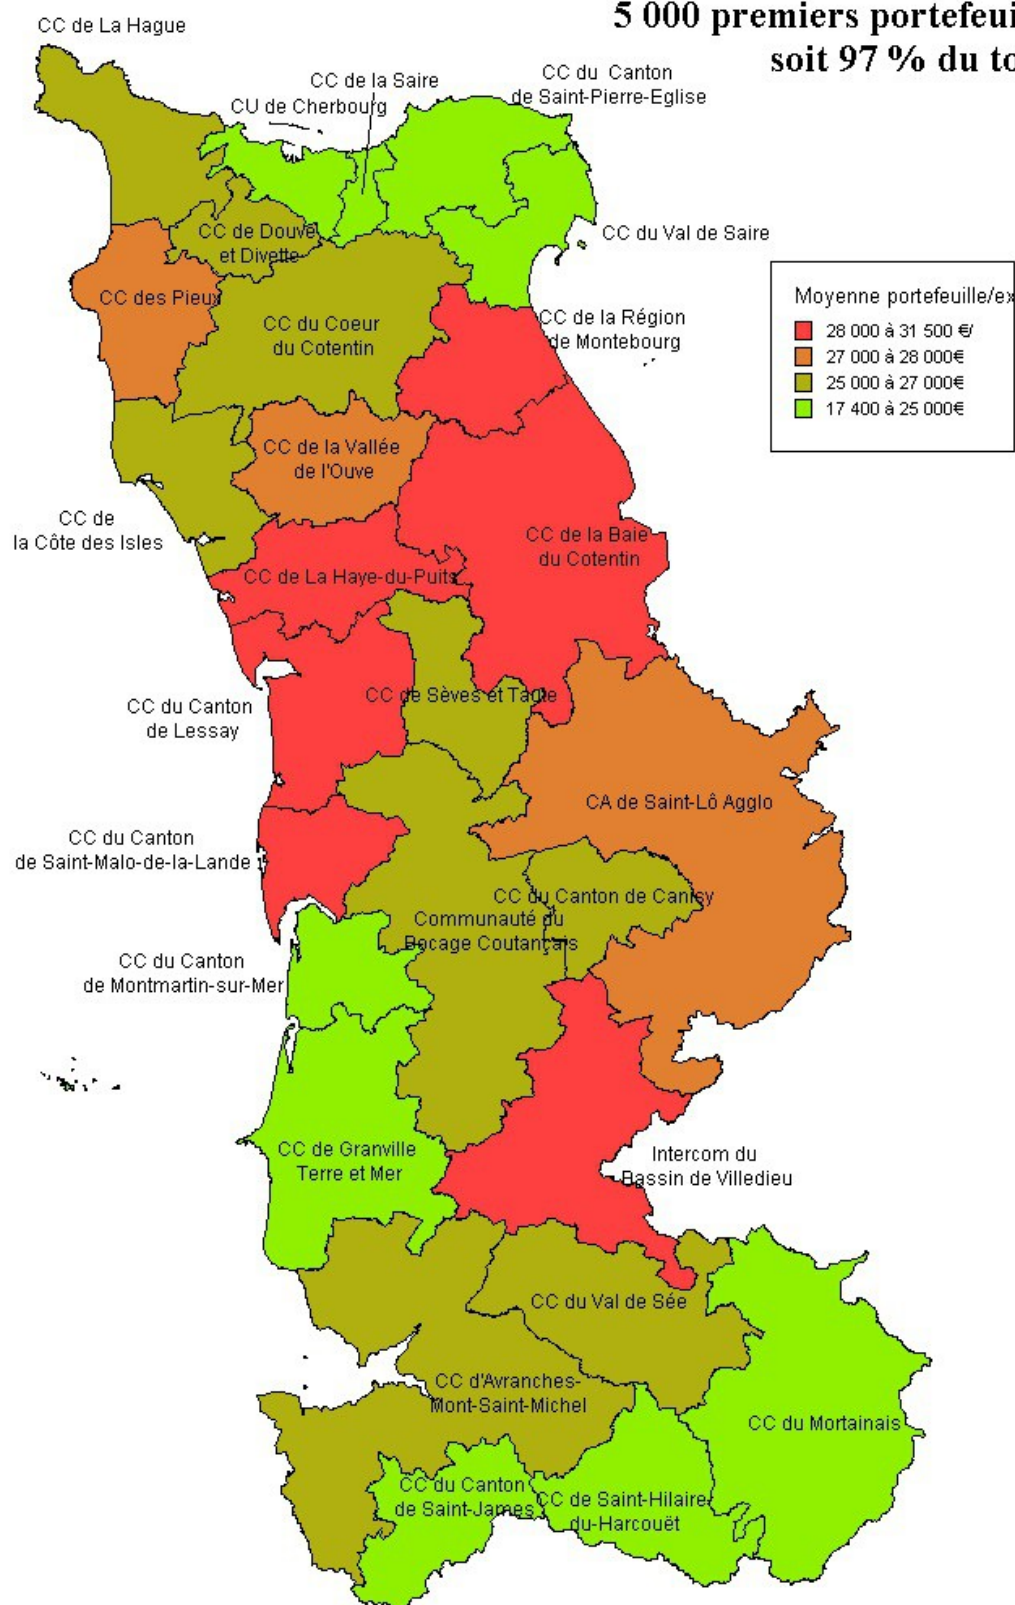 5 000 premiers portefeui
soit 97 % du to
CC de La Hague
CC de la Saire
CU de Cherbourg
CC du Canton
de Saint-Pierre-Eglise
CC de Douve
et Divette
CC du Val de Saire
CC des Pieux
CC du Coeur
du Cotentin
CC de la Région
de Montebourg
Moyenne portefeuille/ex
28 000 à 31 500 €/
27 000 à 28 000€
25 000 à 27 000€
17 400 à 25 000€
CC de la Vallée
de l'Ouve
CC de
la Côte des Isles
CC de la Baie
du Cotentin
CC de La Haye-du-Puits
CC de Sèves et Taute
CC du Canton
de Lessay
CA de Saint-Lô Agglo
CC du Canton
de Saint-Malo-de-la-Lande
CC du Canton de Canisy
Communauté du
Bocage Coutançais
CC du Canton
de Montmartin-sur-Mer
CC de Granville
Terre et Mer
Intercom du
Bassin de Villedieu
CC du Val de Sée
CC d'Avranches-
Mont-Saint-Michel
CC du Mortainais
CC du Canton
de Saint-James
CC de Saint-Hilaire-
du-Harcouët